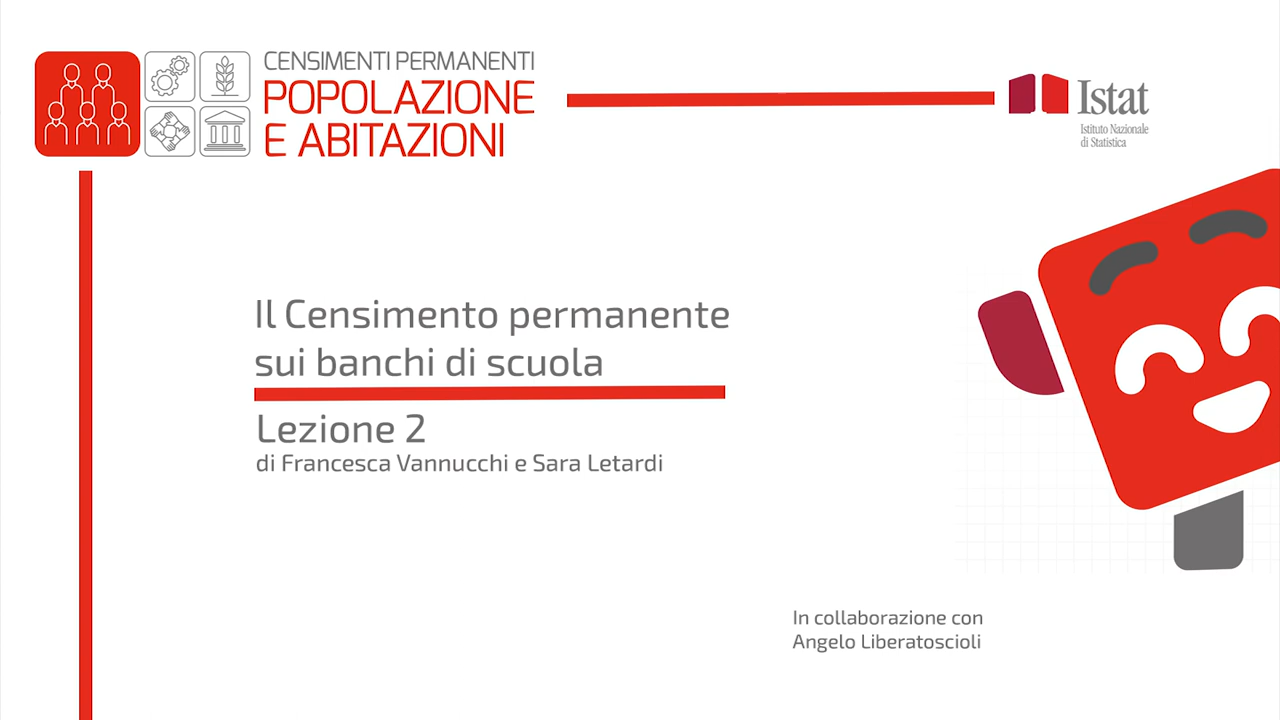 CENSIMENTI PERMANENTI
POPOLAZIONE
E ABITAZIONI
Istat
Istituto Nazionale
di Statistica
Il Censimento permanente
sui banchi di scuola
Lezione 2
di Francesca Vannucchi e Sara Letardi
In collaborazione con
Angelo Liberatoscioli